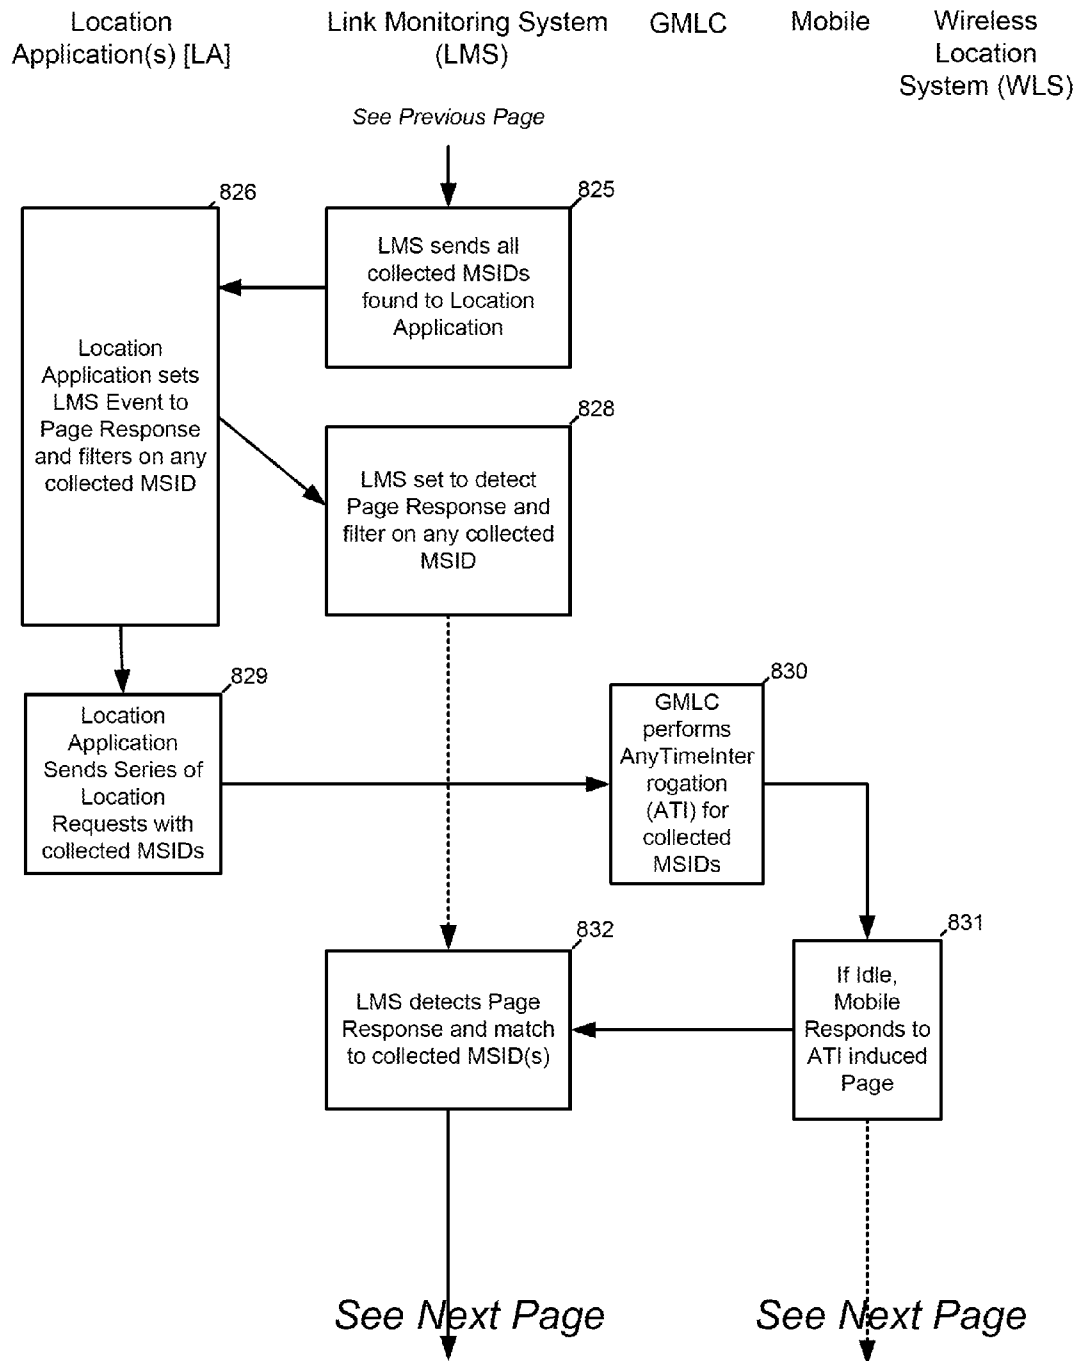 Location
Application(s) [LA]
Link Monitoring System
(LMS)
GMLC
Mobile
Wireless
Location
System (WLS)
See Previous Page
826
Location
Application sets
LMS Event to
Page Response
and filters on any
collected MSID
825
LMS sends all
collected MSIDs
found to Location
Application
828
LMS set to detect
Page Response and
filter on any collected
MSID
829
Location
Application
Sends Series of
Location
Requests with
collected MSIDs
830
GMLC
performs
AnyTimeInter
rogation
(ATI) for
collected
MSIDs
832
LMS detects Page
Response and match
to collected MSID(s)
831
If Idle,
Mobile
Responds to
ATI induced
Page
See Next Page
See Next Page